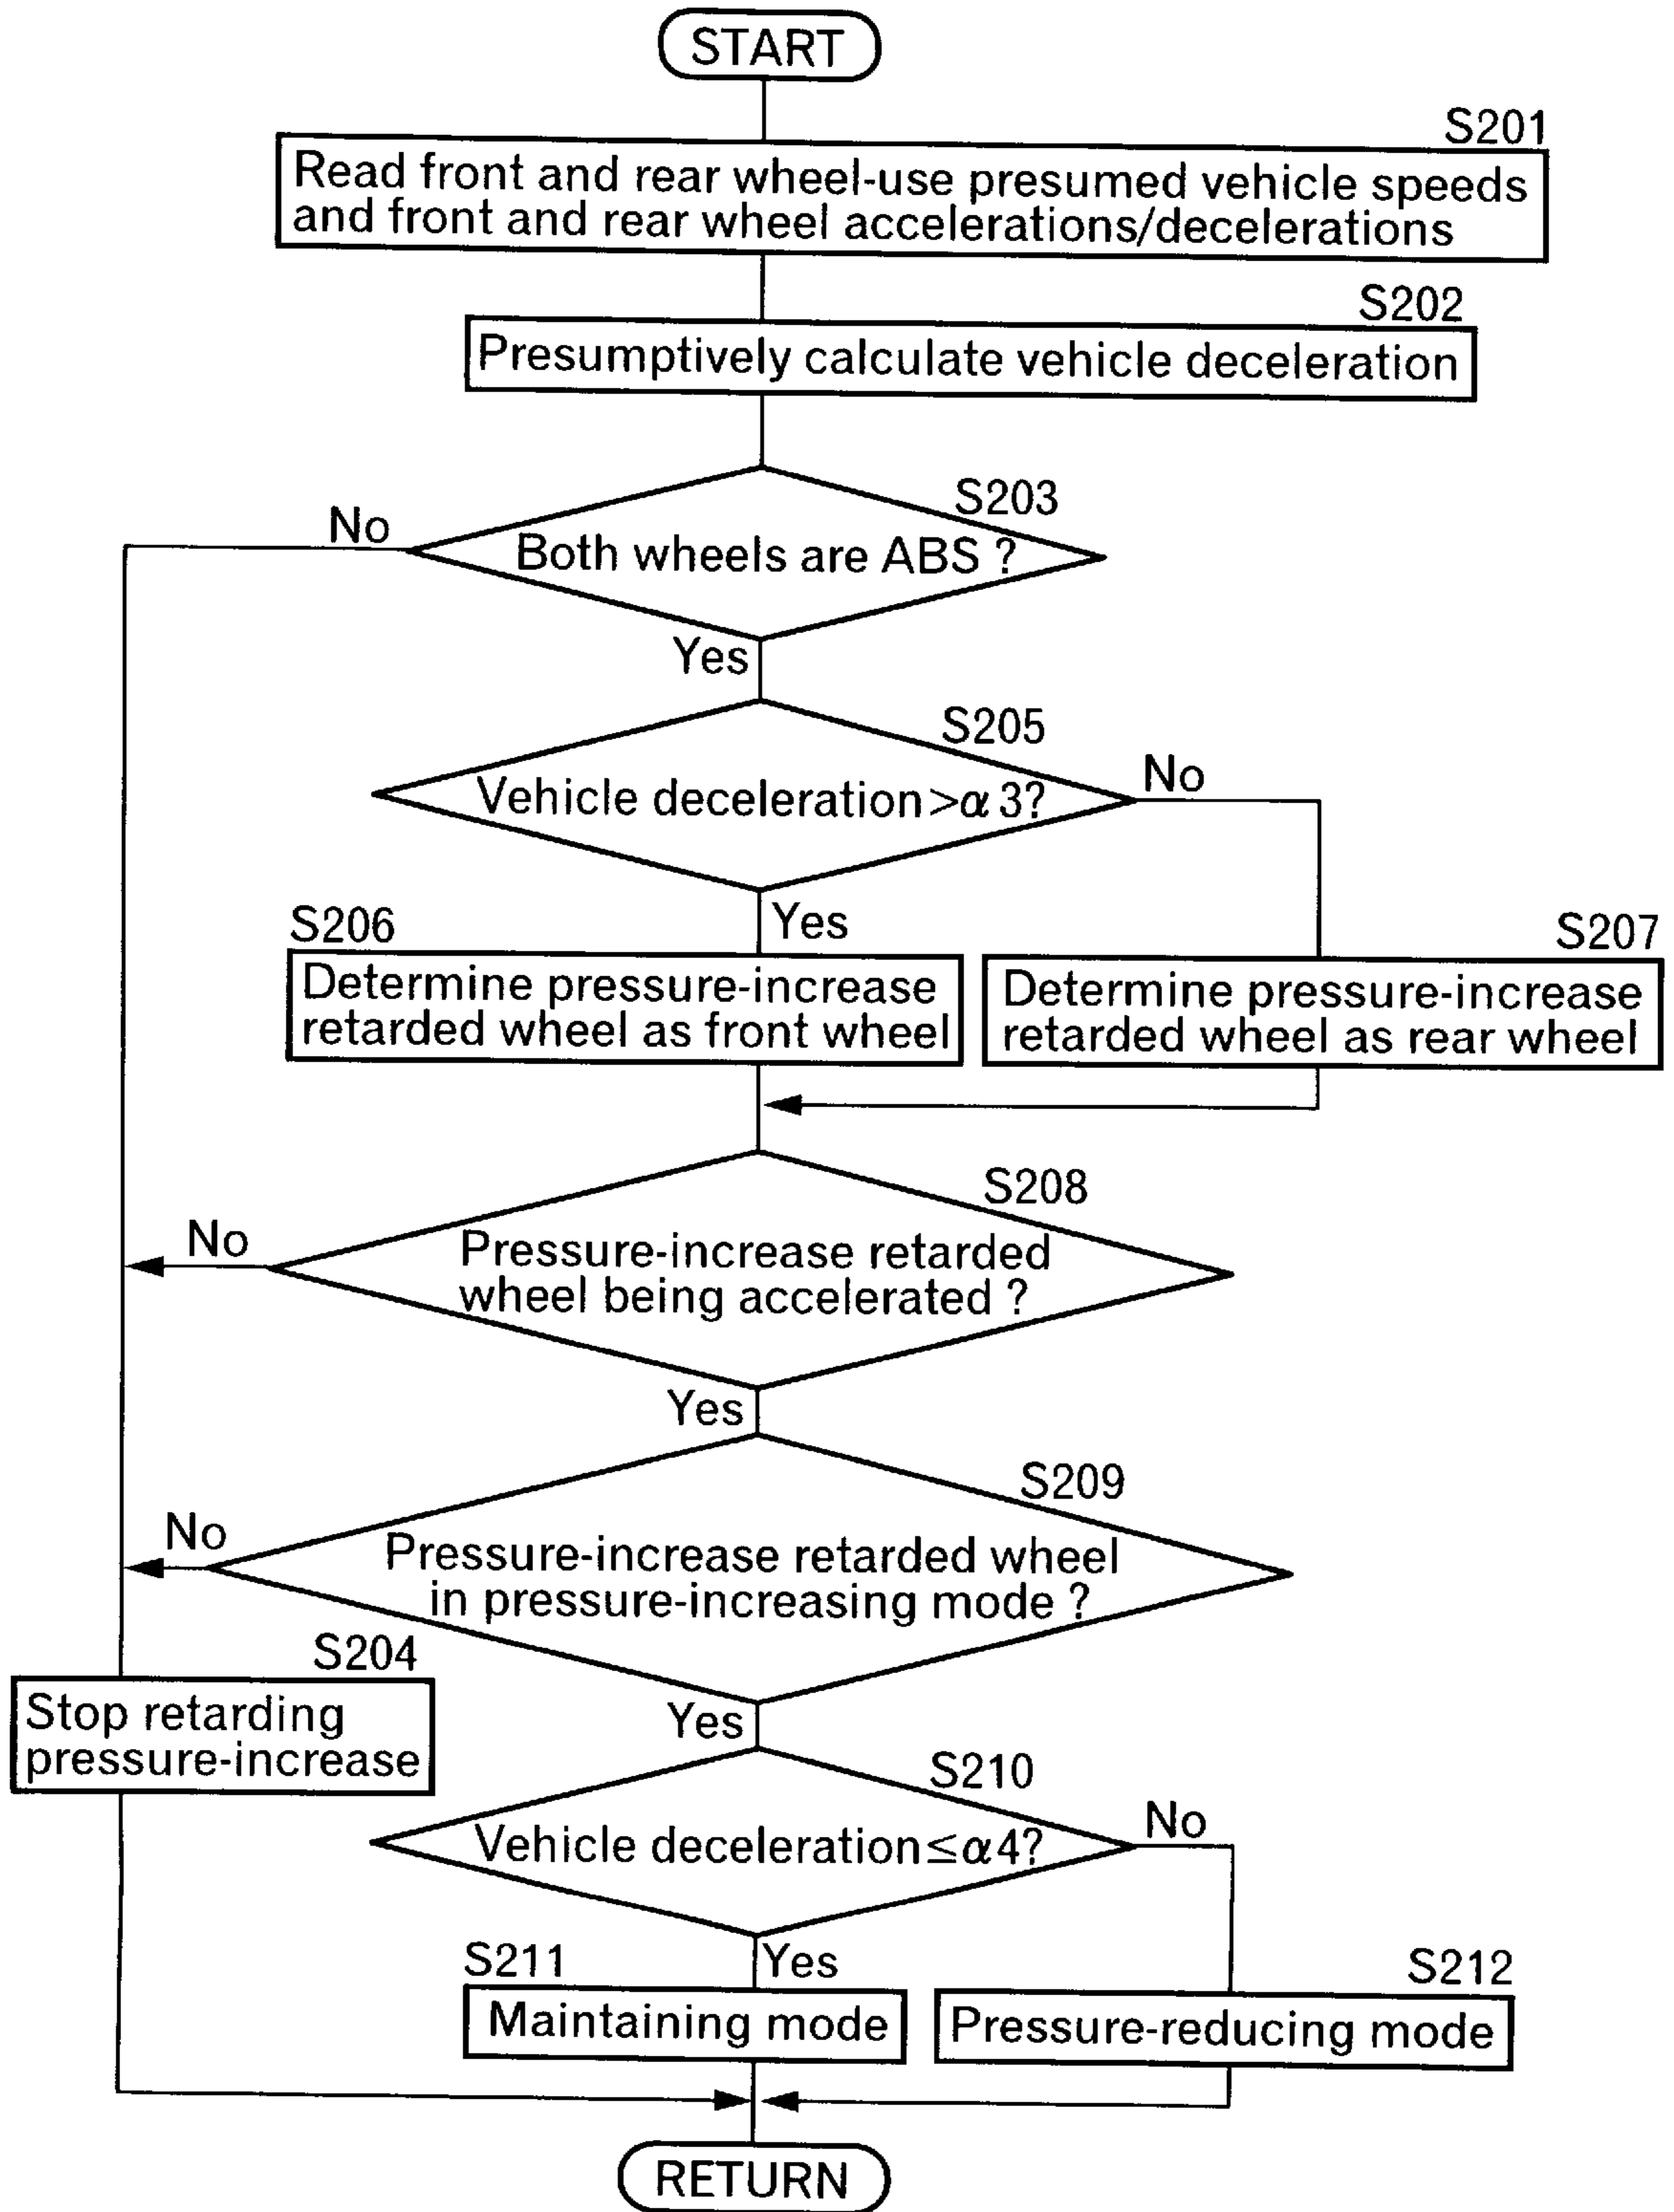 START
S201
Read front and rear wheel-use presumed vehicle speeds
and front and rear wheel accelerations/decelerations
S202
Presumptively calculate vehicle deceleration
S203
No
Both wheels are ABS ?
Yes
S205
No
Vehicle deceleration>α3?
Yes
S206
Determine pressure-increase
retarded wheel as front wheel
S207
Determine pressure-increase
retarded wheel as rear wheel
S208
No
Pressure-increase retarded
wheel being accelerated ?
Yes
S209
No
Pressure-increase retarded wheel
in pressure-increasing mode ?
Yes
S204
Stop retarding
pressure-increase
S210
No
Vehicle deceleration≤α4?
Yes
S211
Maintaining mode
S212
Pressure-reducing mode
RETURN